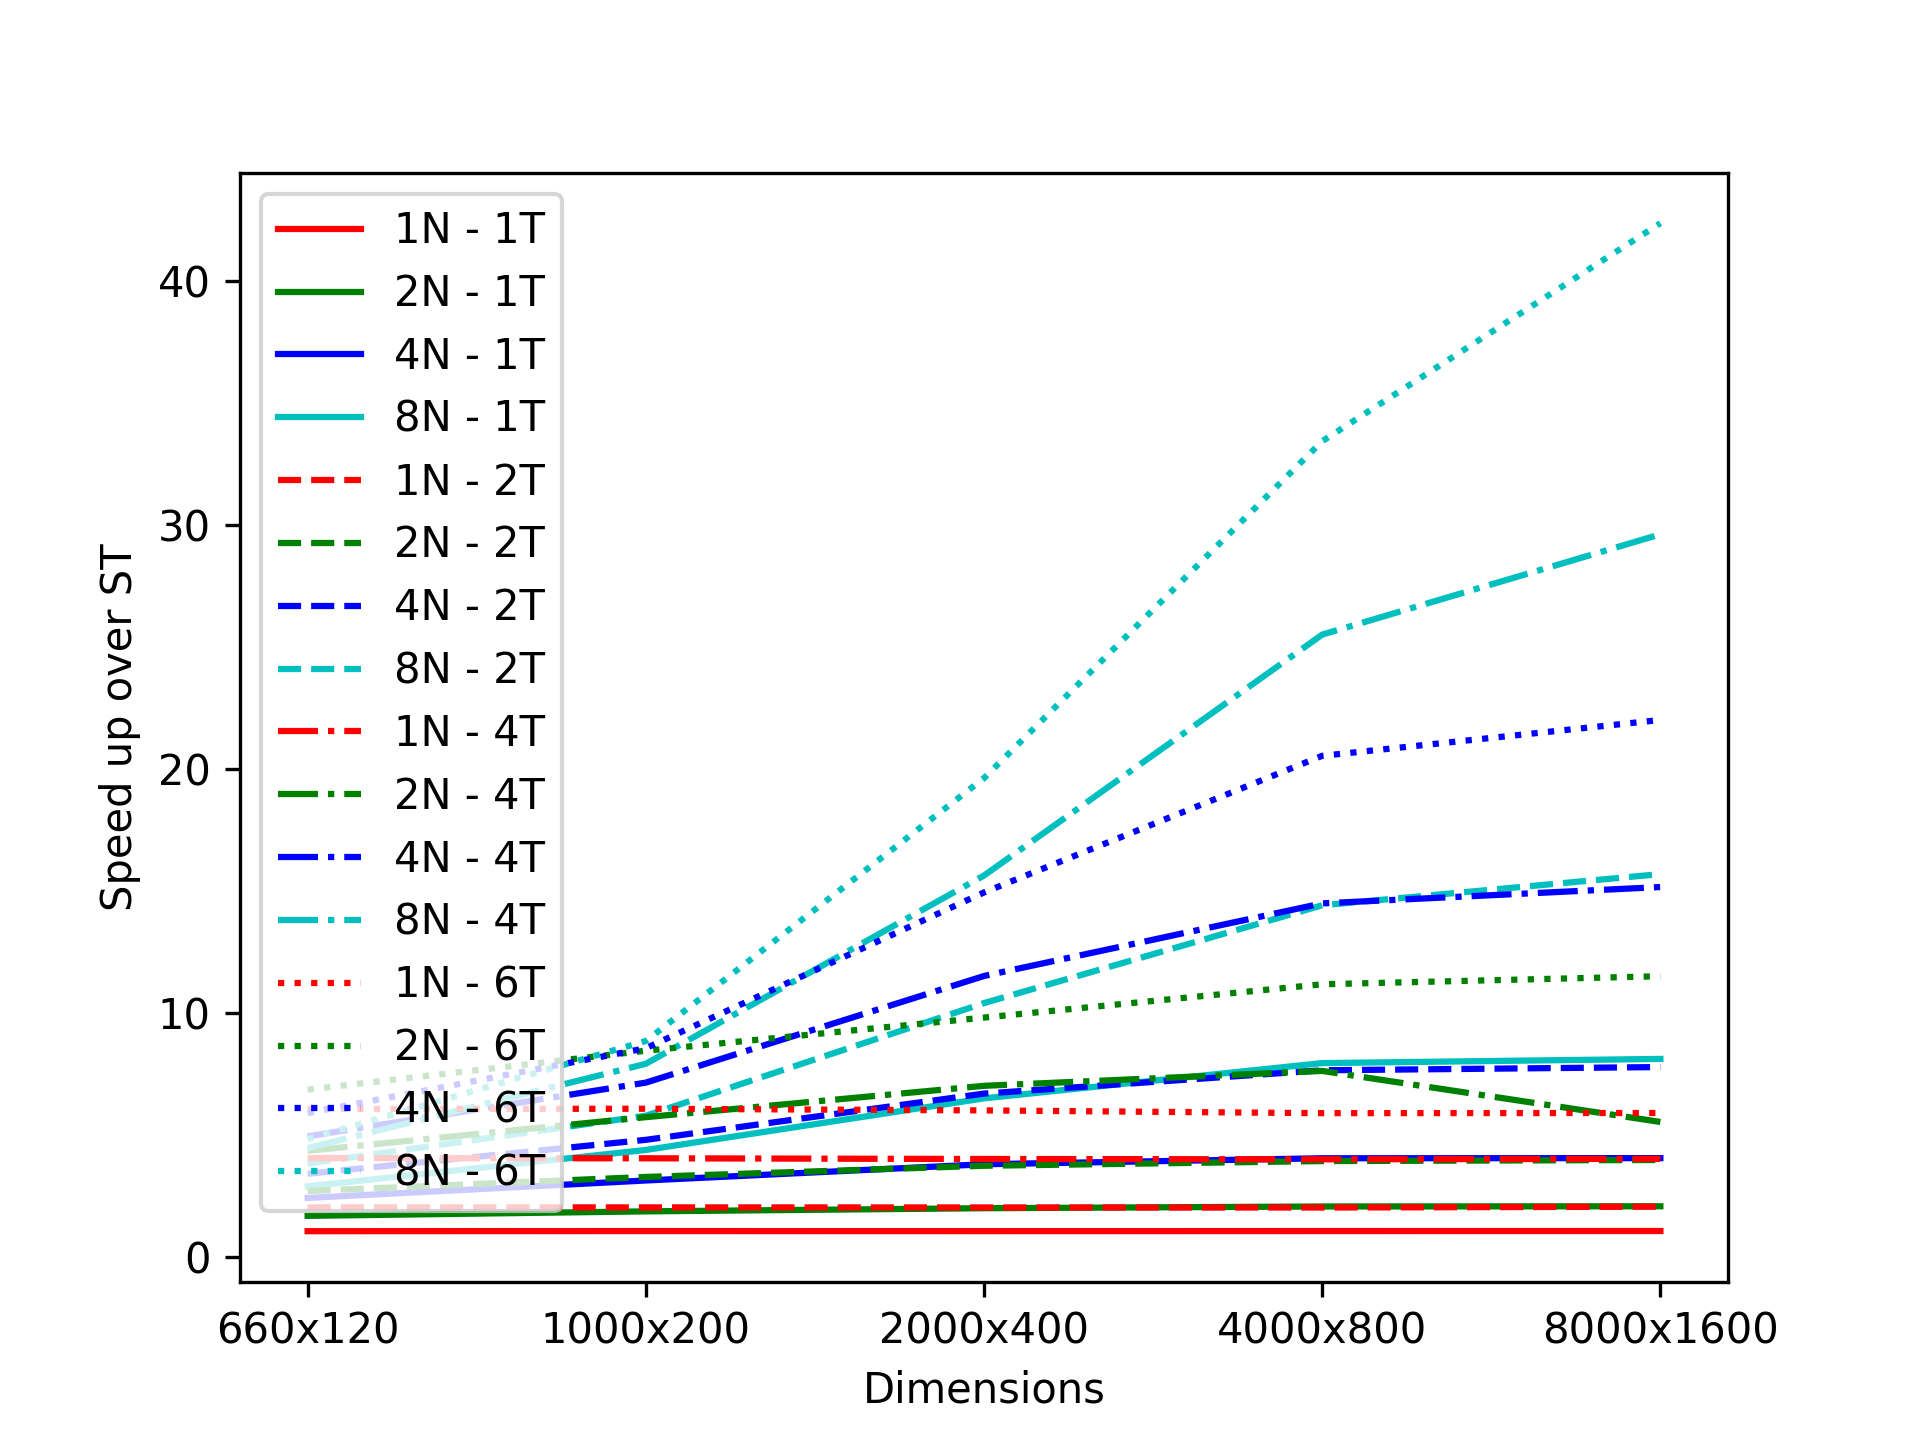 1N - 1T
2N - 1T
4N - 1T
8N - 1T
1N - 2T
2N - 2T
4N - 2T
8N - 2T
1N - 4T
2N - 4T
4N - 4T
8N - 4T
1N - 6T
2N - 6T
4N - 6T
8N - 6T
40
30
20
10
0
Speed up over ST
660x120 1000x200 2000x400 4000x800 8000x1600
Dimensions